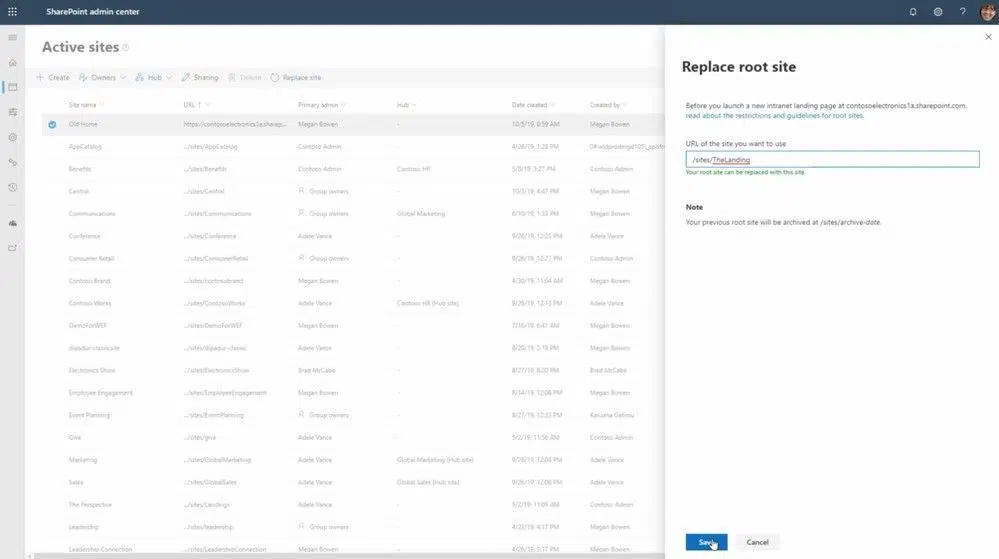 SharePoint admin center
Active sites
Create Owners Hub Sharing Delete Replace site
Site name URL ↑ Primary admin Hub Date created Created by
Old Home https://contosoelectronics1a.sharep... Megan Bowen - 10/3/19, 8:59 AM Megan Bowen
AppCatalog .../sites/AppCatalog Contoso Admin - 4/26/19, 1:28 PM
Benefits .../sites/Benefits Contoso Admin Contoso HR 5/8/19, 3:27 PM Contoso Admin
Central .../sites/Central Group owners - 10/3/19, 4:47 PM Megan Bowen
Communications .../sites/Communications Group owners Global Marketing 6/10/19, 1:33 PM Megan Bowen
Conference .../sites/Conference Adele Vance - 9/26/19, 12:25 PM Adele Vance
Consumer Retail .../sites/ConsumerRetail Group owners - 9/26/19, 12:27 PM Contoso Admin
Contoso Brand .../sites/contosobrand Megan Bowen - 4/30/19, 11:04 AM Megan Bowen
Contoso Works .../sites/ContosoWorks Adele Vance Contoso HR (Hub site) 8/26/19, 12:13 PM Adele Vance
DemoForWEF .../sites/DemoForWEF Megan Bowen - 7/16/19, 6:41 AM Megan Bowen
dipadur-classicsite .../sites/dipadur-classic Adele Vance - 8/20/19, 3:18 PM Adele Vance
Electronics Show .../sites/ElectronicsShow Megan Bowen - 8/27/19, 8:20 PM Brad McCabe
Employee Engagement .../sites/EmployeeEngagement Megan Bowen - 8/14/19, 12:08 PM Megan Bowen
Event Planning .../sites/EventPlanning Group owners - 8/27/19, 12:33 PM Karuana Gatimu
Give .../sites/give Adele Vance - 5/2/19, 11:56 AM Contoso Admin
Marketing .../sites/GlobalMarketing Adele Vance Global Marketing (Hub site) 9/26/19, 12:04 PM Adele Vance
Sales .../sites/GlobalSales Adele Vance Global Sales (Hub site) 9/26/19, 12:08 PM Adele Vance
The Perspective .../sites/Landings Adele Vance - 5/2/19, 11:05 AM Contoso Admin
Leadership .../sites/leadership Group owners - 4/23/19, 4:17 PM Megan Bowen
Leadership Connection .../sites/LeadershipConnection Megan Bowen Megan Bowen
Replace root site
Before you launch a new intranet landing page at contosoelectronics1a.sharepoint.com,
read about the restrictions and guidelines for root sites.
URL of the site you want to use
/sites/TheLanding
Your root site can be replaced with this site.
Note
Your previous root site will be archived at /sites/archive-date.
Save Cancel